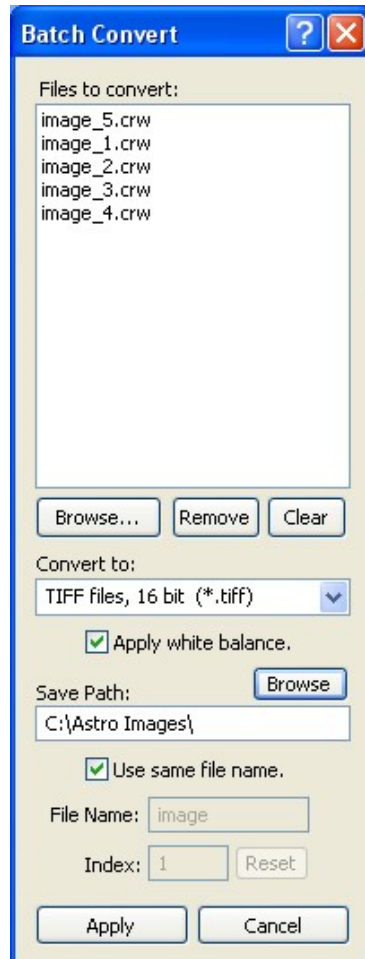 Batch Convert
Files to convert:
image_5.crw
image_1.crw
image_2.crw
image_3.crw
image_4.crw
Browse... Remove Clear
Convert to:
TIFF files, 16 bit (*.tiff)
Apply white balance.
Save Path: Browse
C:\Astro Images\
Use same file name.
File Name: image
Index: 1 Reset
Apply Cancel